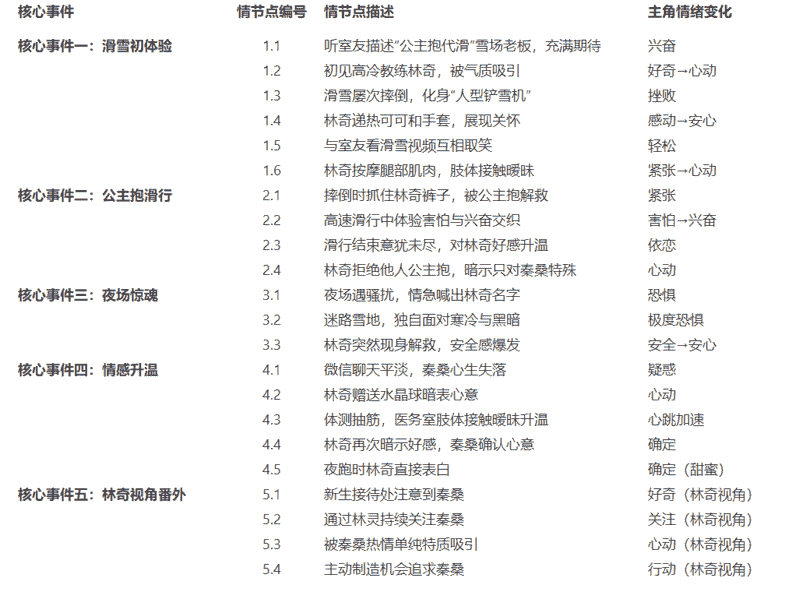 核心事件 情节点编号 情节点描述 主角情绪变化
核心事件一：滑雪初体验 1.1 听室友描述“公主抱代滑”雪场老板，充满期待 兴奋
1.2 初见高冷教练林奇，被气质吸引 好奇→心动
1.3 滑雪屡次摔倒，化身“人型铲雪机” 挫败
1.4 林奇递热可可和手套，展现关怀 感动→安心
1.5 与室友看滑雪视频互相取笑 轻松
1.6 林奇按摩腿部肌肉，肢体接触暧昧 紧张→心动
核心事件二：公主抱滑行 2.1 摔倒时抓住林奇裤子，被公主抱解救 紧张
2.2 高速滑行中体验害怕与兴奋交织 害怕→兴奋
2.3 滑行结束意犹未尽，对林奇好感升温 依恋
2.4 林奇拒绝他人公主抱，暗示只对秦桑特殊 心动
核心事件三：夜场惊魂 3.1 夜场遇骚扰，情急喊出林奇名字 恐惧
3.2 迷路雪地，独自面对寒冷与黑暗 极度恐惧
3.3 林奇突然现身解救，安全感爆发 安全→安心
核心事件四：情感升温 4.1 微信聊天平淡，秦桑心生失落 疑惑
4.2 林奇赠送水晶球暗表心意 心动
4.3 体测抽筋，医务室肢体接触暧昧升温 心跳加速
4.4 林奇再次暗示好感，秦桑确认心意 确定
4.5 夜跑时林奇直接表白 确定（甜蜜）
核心事件五：林奇视角番外 5.1 新生接待处注意到秦桑 好奇（林奇视角）
5.2 通过林灵持续关注秦桑 关注（林奇视角）
5.3 被秦桑热情单纯特质吸引 心动（林奇视角）
5.4 主动制造机会追求秦桑 行动（林奇视角）